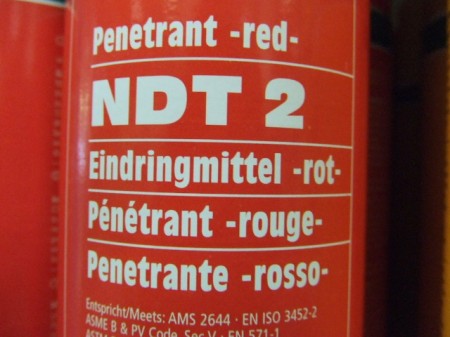 Penetrant -red-
NDT 2
Eindringmittel -rot-
Pénétrant -rouge-
Penetrante -rosso-
Entspricht/Meets: AMS 2644 · EN ISO 3452-2
ASME B & PV Code, Sec V · EN 571-1